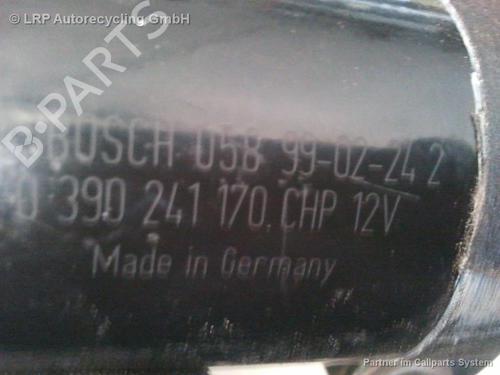 © LRP Autorecycling GmbH
B-PARTS
BOSCH 058 99-02-24 2
0 390 241 170. CHP 12V
Made in Germany
Partner im Callparts System